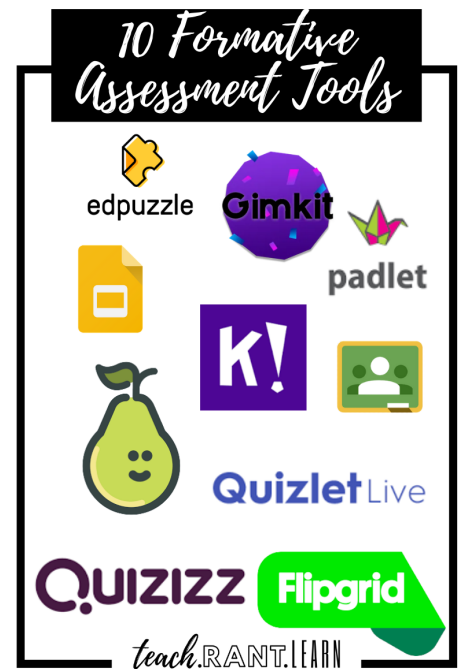 10 Formative
Assessment Tools
edpuzzle
Gimkit
padlet
K!
Quizlet Live
Quizizz
Flipgrid
teach.RANT.LEARN